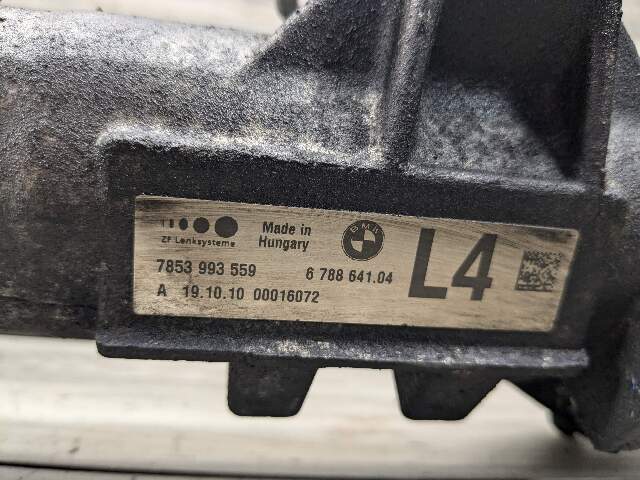 ZF Lenksysteme
Made in
Hungary
BMW
L4
7853 993 559
6 788 641.04
A 19.10.10 00016072